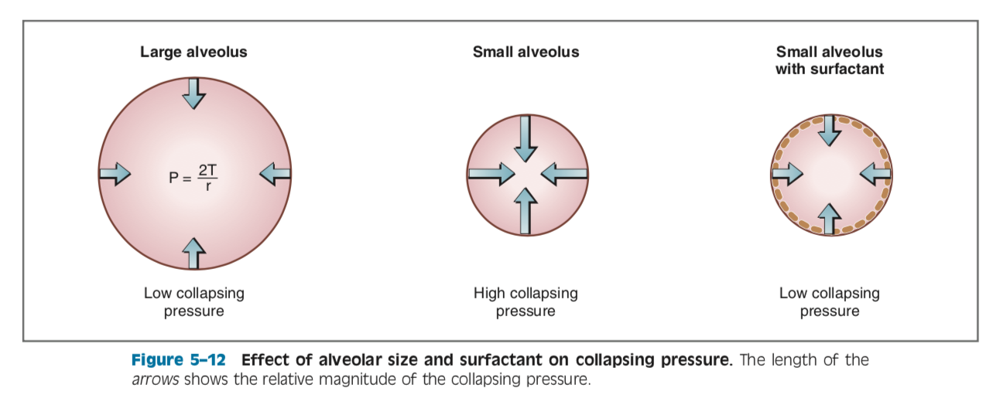 Large alveolus
Small alveolus
Small alveolus
with surfactant
P = 2T
r
Low collapsing
pressure
High collapsing
pressure
Low collapsing
pressure
Figure 5–12 Effect of alveolar size and surfactant on collapsing pressure. The length of the
arrows shows the relative magnitude of the collapsing pressure.